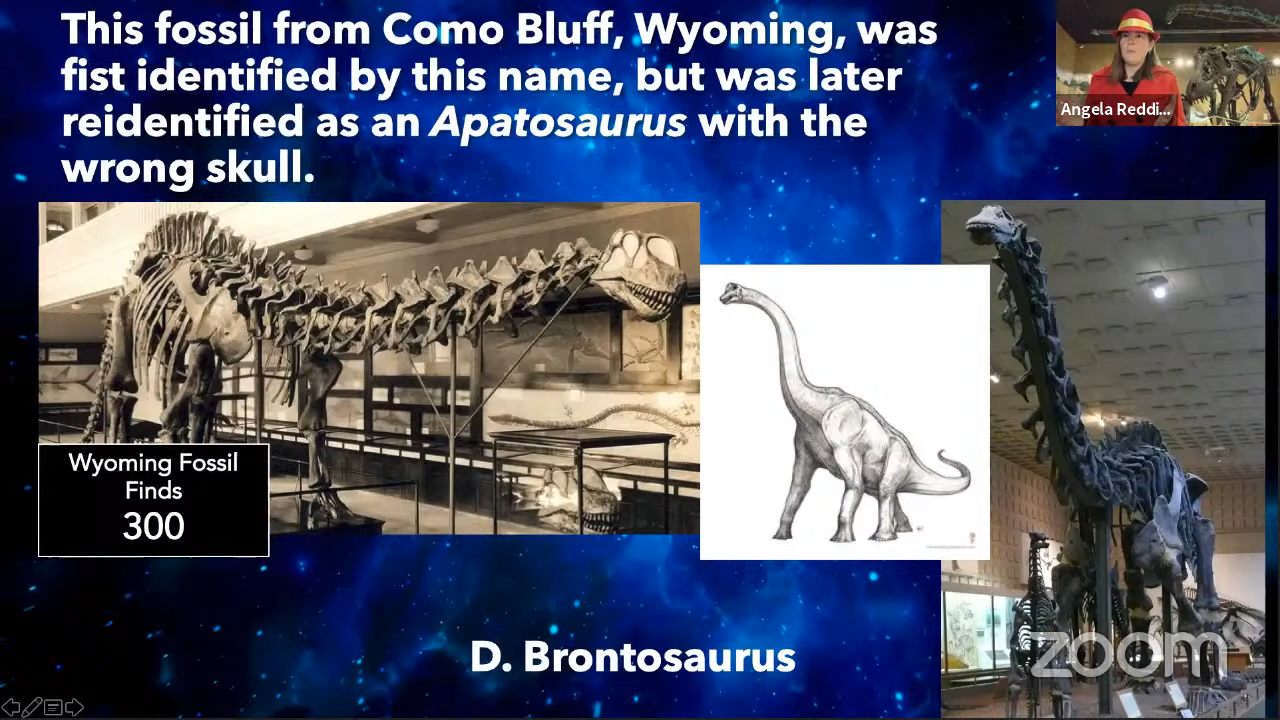 This fossil from Como Bluff, Wyoming, was
fist identified by this name, but was later
reidentified as an Apatosaurus with the
wrong skull.
Angela Reddi...
Wyoming Fossil
Finds
300
D. Brontosaurus
zoom